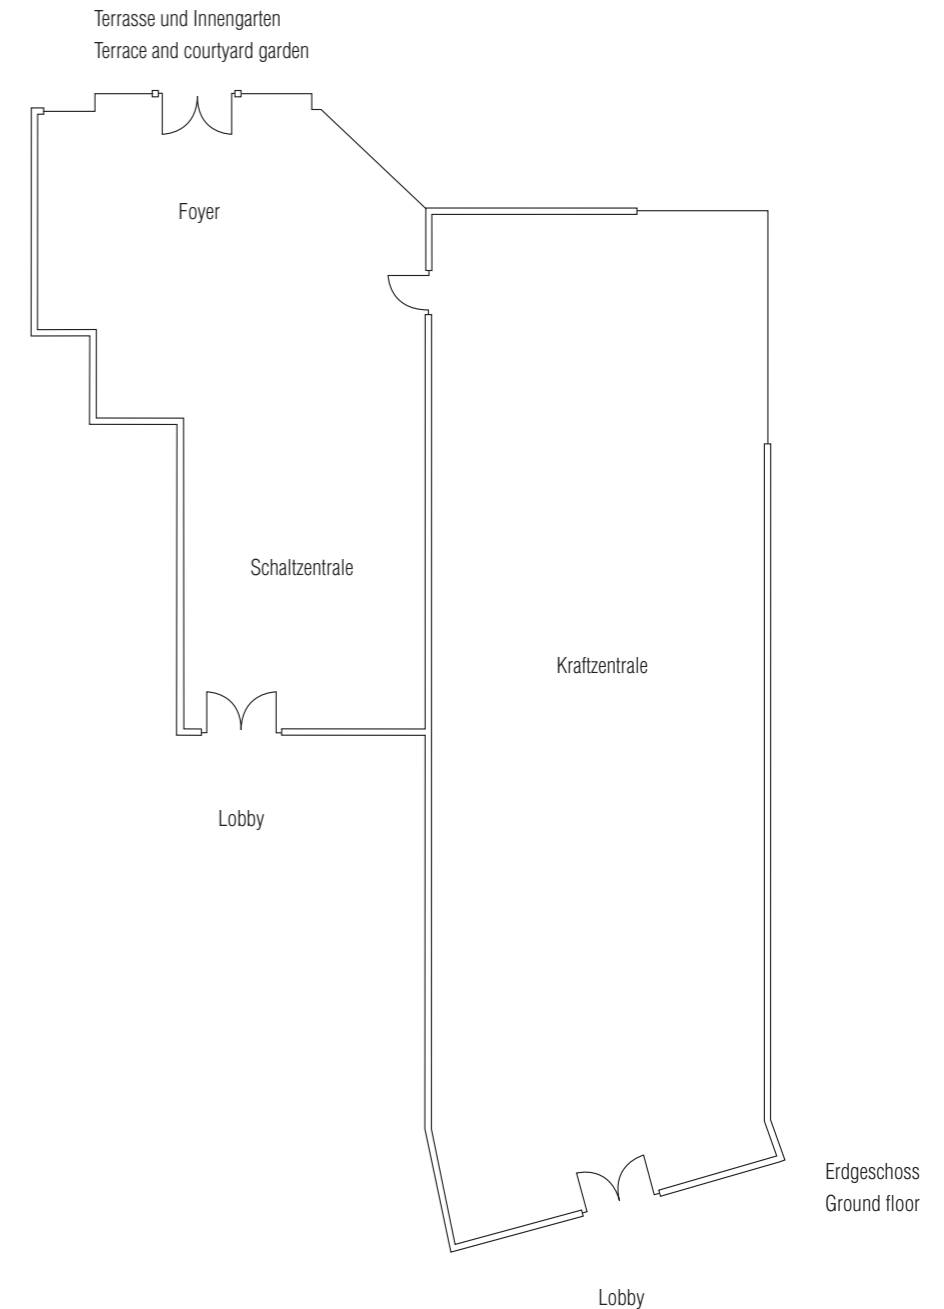 Terrasse und Innengarten
Terrace and courtyard garden
Foyer
Schaltzentrale
Kraftzentrale
Lobby
Erdgeschoss
Ground floor
Lobby